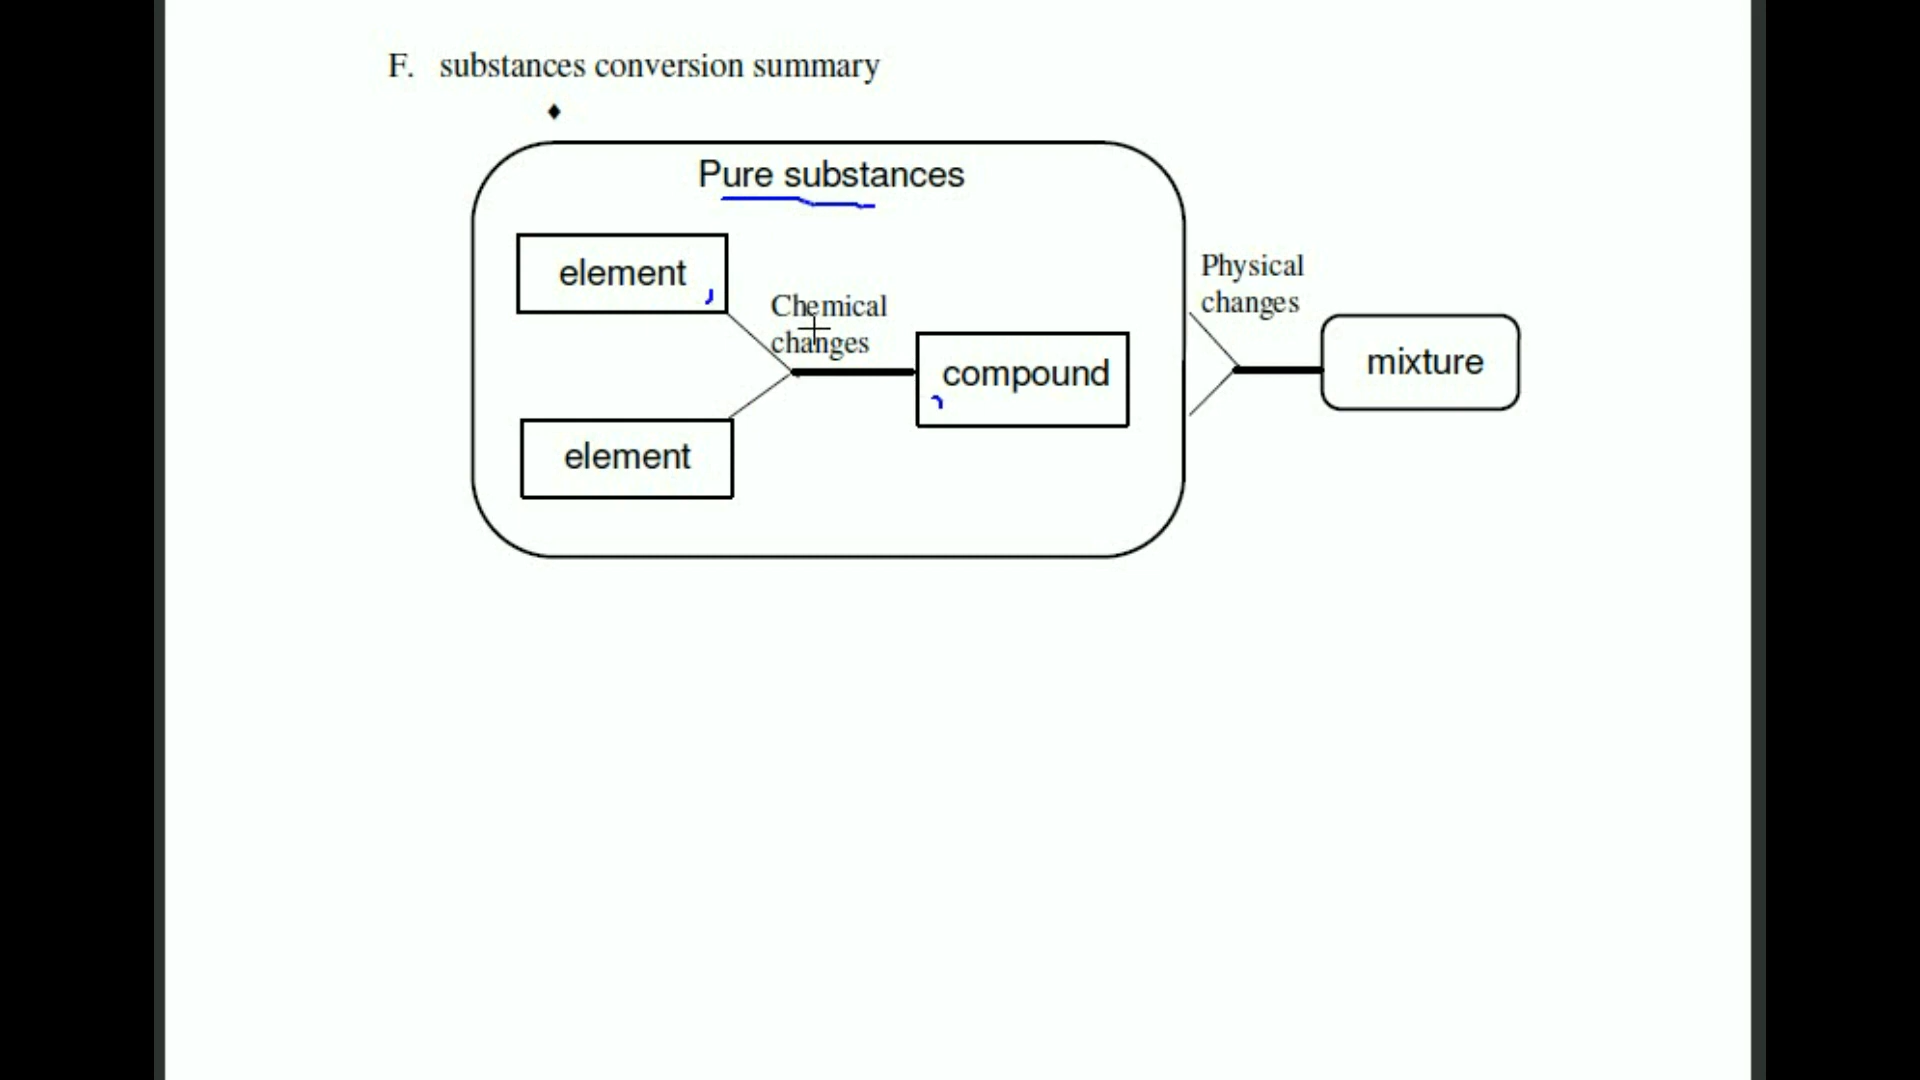 F. substances conversion summary
Pure substances
element
Chemical
changes
compound
element
Physical
changes
mixture